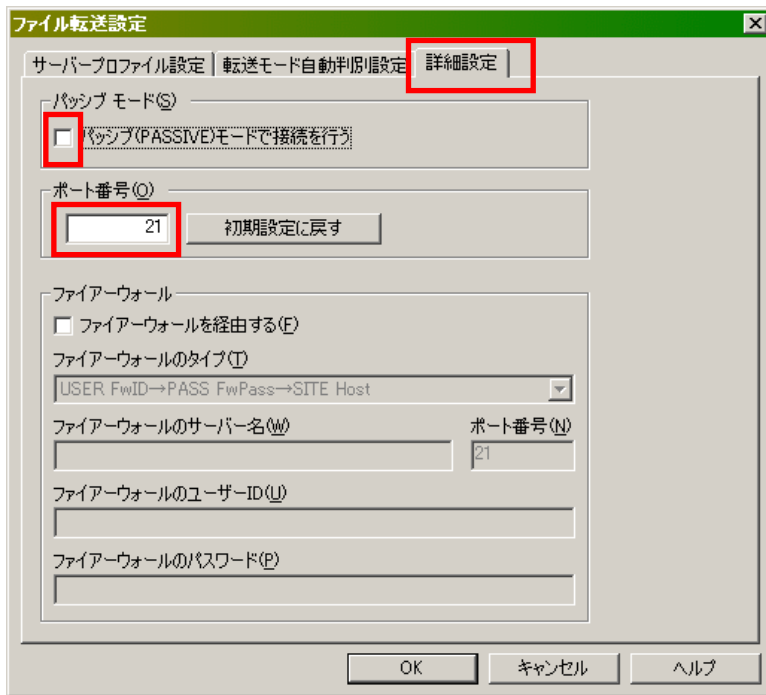 ファイル転送設定
サーバープロファイル設定 転送モード自動判別設定 詳細設定
パッシブ モード(S)
パッシブ(PASSIVE)モードで接続を行う
ポート番号(O)
21 初期設定に戻す
ファイアーウォール
ファイアーウォールを経由する(F)
ファイアーウォールのタイプ(T)
USER FwID→PASS FwPass→SITE Host
ファイアーウォールのサーバー名(W) ポート番号(N)
21
ファイアーウォールのユーザーID(U)
ファイアーウォールのパスワード(P)
OK キャンセル ヘルプ